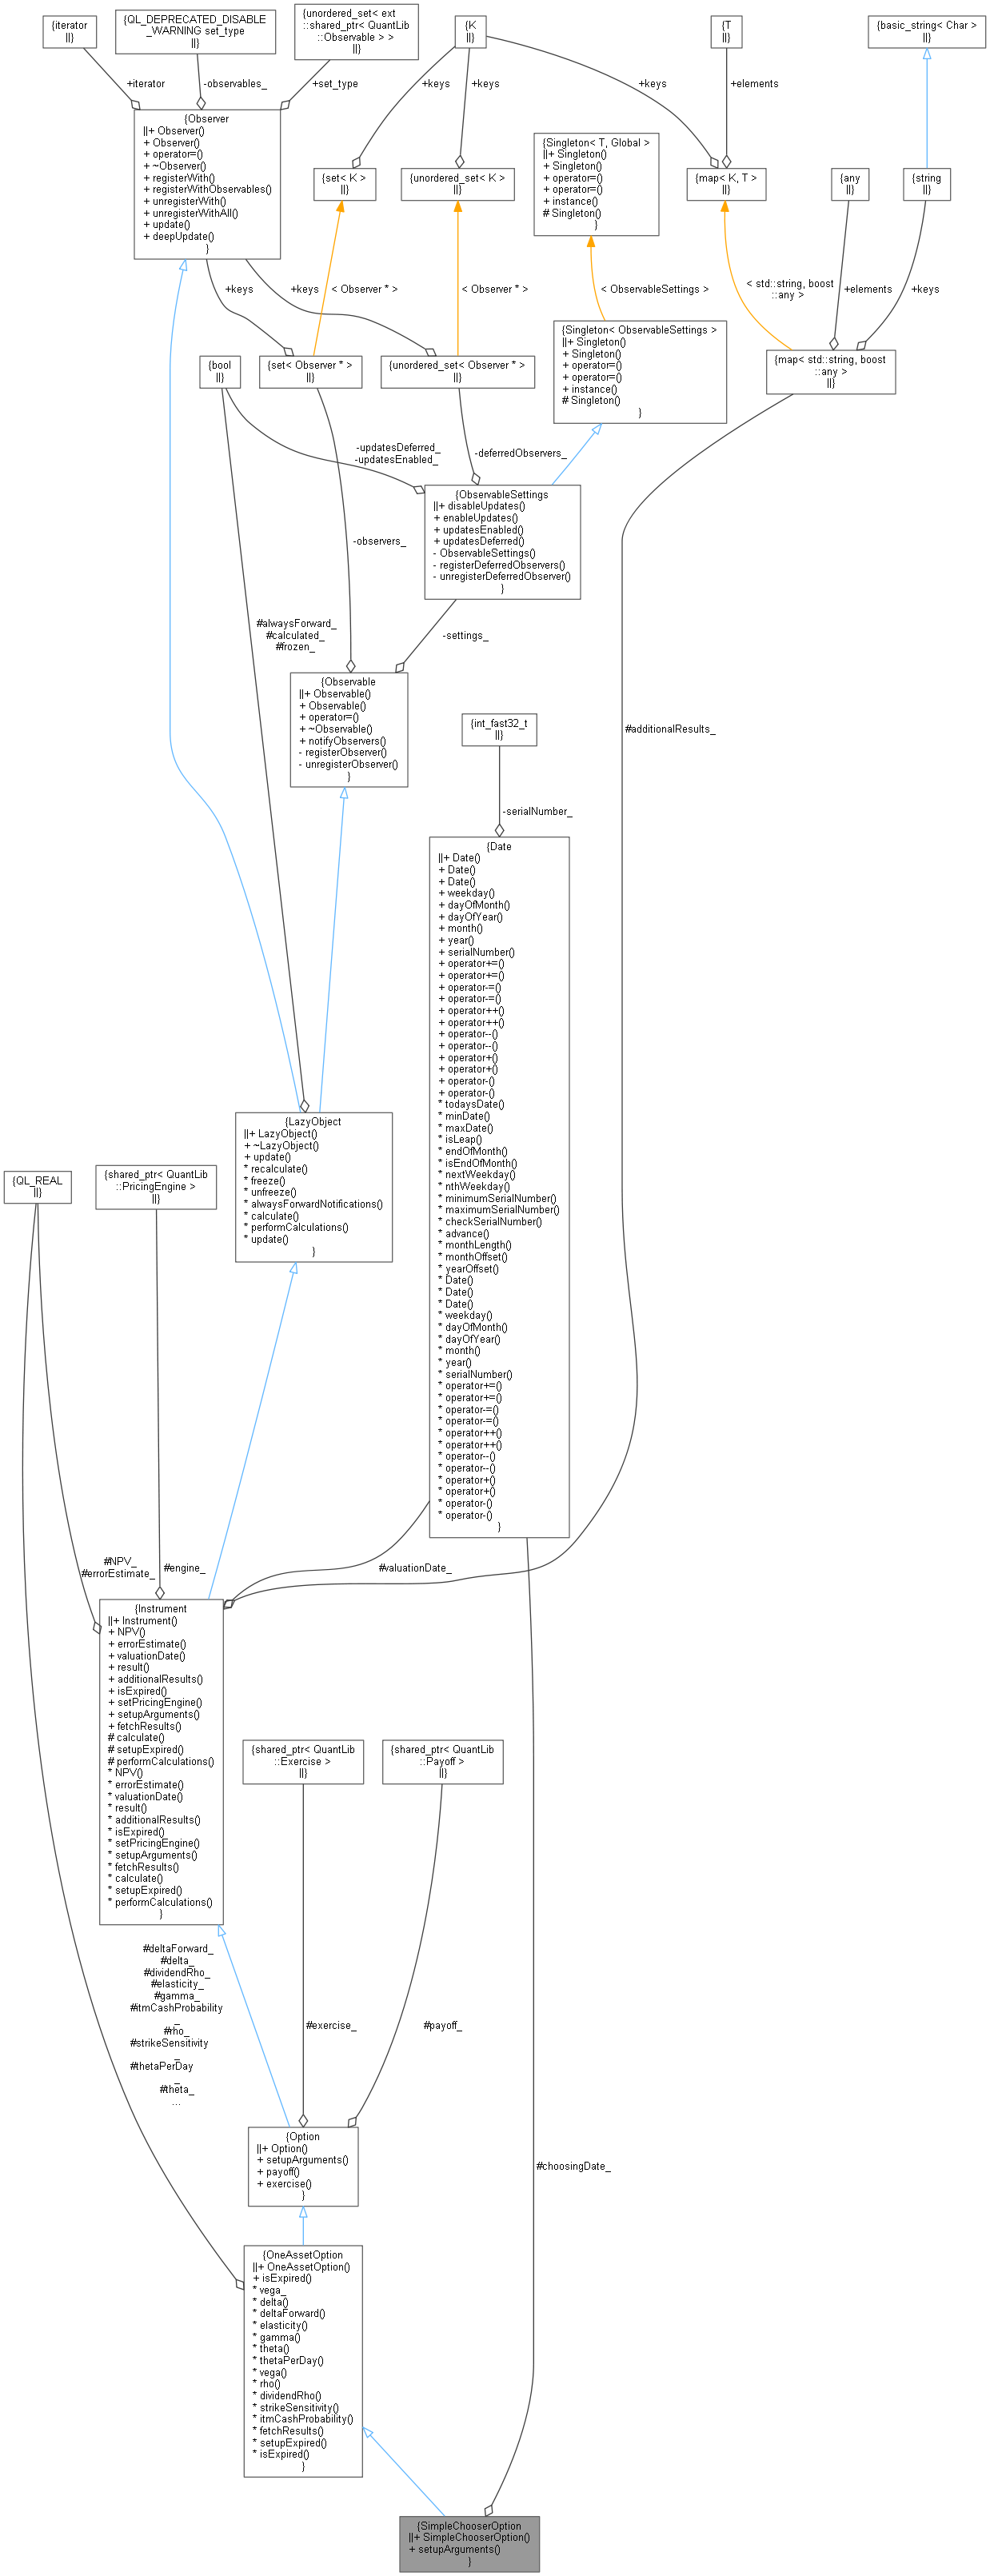 {iterator
||}
{QL_DEPRECATED_DISABLE
_WARNING set_type
||}
{unordered_set< ext
::shared_ptr< QuantLib
::Observable > >
||}
{K
||}
{T
||}
{basic_string< Char >
||}
+iterator
-observables_
+set_type
+keys
+keys
+keys
+elements
{Observer
||+ Observer()
+ Observer()
+ operator=()
+ ~Observer()
+ registerWith()
+ registerWithObservables()
+ unregisterWith()
+ unregisterWithAll()
+ update()
+ deepUpdate()
}
{set< K >
||}
{unordered_set< K >
||}
{Singleton< T, Global >
||+ Singleton()
+ Singleton()
+ operator=()
+ operator=()
+ instance()
# Singleton()
}
{map< K, T >
||}
{any
||}
{string
||}
+keys
+keys
< Observer * >
< Observer * >
< ObservableSettings >
< std::string, boost
::any >
+elements
+keys
{bool
||}
{set< Observer * >
||}
{unordered_set< Observer * >
||}
{Singleton< ObservableSettings >
||+ Singleton()
+ Singleton()
+ operator=()
+ operator=()
+ instance()
# Singleton()
}
{map< std::string, boost
::any >
||}
-updatesDeferred_
-updatesEnabled_
-deferredObservers_
{ObservableSettings
||+ disableUpdates()
+ enableUpdates()
+ updatesEnabled()
+ updatesDeferred()
- ObservableSettings()
- registerDeferredObservers()
- unregisterDeferredObserver()
}
-observers_
#alwaysForward_
#calculated_
#frozen_
-settings_
{Observable
||+ Observable()
+ Observable()
+ operator=()
+ ~Observable()
+ notifyObservers()
- registerObserver()
- unregisterObserver()
}
{int_fast32_t
||}
#additionalResults_
-serialNumber_
{Date
||+ Date()
+ Date()
+ Date()
+ weekday()
+ dayOfMonth()
+ dayOfYear()
+ month()
+ year()
+ serialNumber()
+ operator+=()
+ operator+=()
+ operator-=()
+ operator-=()
+ operator++()
+ operator++()
+ operator--()
+ operator--()
+ operator+()
+ operator+()
+ operator-()
+ operator-()
* todaysDate()
* minDate()
* maxDate()
* isLeap()
* endOfMonth()
* isEndOfMonth()
* nextWeekday()
* nthWeekday()
* minimumSerialNumber()
* maximumSerialNumber()
* checkSerialNumber()
* advance()
* monthLength()
* monthOffset()
* yearOffset()
* Date()
* Date()
* Date()
* weekday()
* dayOfMonth()
* dayOfYear()
* month()
* year()
* serialNumber()
* operator+=()
* operator+=()
* operator-=()
* operator-=()
* operator++()
* operator++()
* operator--()
* operator--()
* operator+()
* operator+()
* operator-()
* operator-()
}
{LazyObject
||+ LazyObject()
+ ~LazyObject()
+ update()
* recalculate()
* freeze()
* unfreeze()
* alwaysForwardNotifications()
* calculate()
* performCalculations()
* update()
}
{QL_REAL
||}
{shared_ptr< QuantLib
::PricingEngine >
||}
#NPV_
#errorEstimate_
#engine_
#valuationDate_
{Instrument
||+ Instrument()
+ NPV()
+ errorEstimate()
+ valuationDate()
+ result()
+ additionalResults()
+ isExpired()
+ setPricingEngine()
+ setupArguments()
+ fetchResults()
# calculate()
# setupExpired()
# performCalculations()
* NPV()
* errorEstimate()
* valuationDate()
* result()
* additionalResults()
* isExpired()
* setPricingEngine()
* setupArguments()
* fetchResults()
* calculate()
* setupExpired()
* performCalculations()
}
{shared_ptr< QuantLib
::Exercise >
||}
{shared_ptr< QuantLib
::Payoff >
||}
#deltaForward_
#delta_
#dividendRho_
#elasticity_
#gamma_
#itmCashProbability
_
#rho_
#strikeSensitivity
_
#thetaPerDay
_
#theta_
...
#exercise_
#payoff_
{Option
||+ Option()
+ setupArguments()
+ payoff()
+ exercise()
}
#choosingDate_
{OneAssetOption
||+ OneAssetOption()
+ isExpired()
* vega_
* delta()
* deltaForward()
* elasticity()
* gamma()
* theta()
* thetaPerDay()
* vega()
* rho()
* dividendRho()
* strikeSensitivity()
* itmCashProbability()
* fetchResults()
* setupExpired()
* isExpired()
}
{SimpleChooserOption
||+ SimpleChooserOption()
+ setupArguments()
}